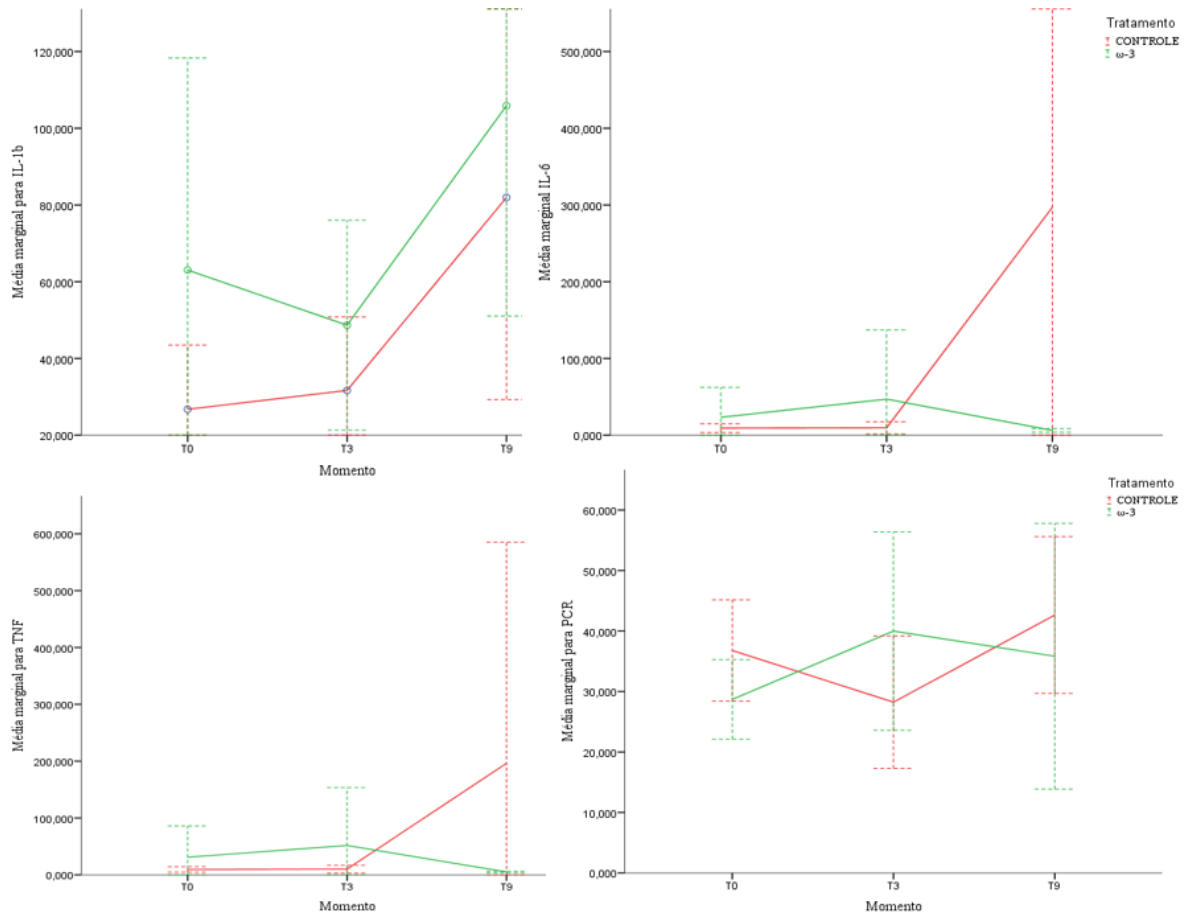 Média marginal para IL-1b
120,000
100,000
80,000
60,000
40,000
20,000
T0
T3
T9
Momento
Média marginal IL-6
500,000
400,000
300,000
200,000
100,000
0,000
T0
T3
T9
Tratamento
CONTROLE
ω-3
Média marginal para TNF
600,000
500,000
400,000
300,000
200,000
100,000
0,000
T0
T3
T9
Média marginal para PCR
60,000
50,000
40,000
30,000
20,000
10,000
0,000
T0
T3
T9
Momento
Tratamento
CONTROLE
ω-3